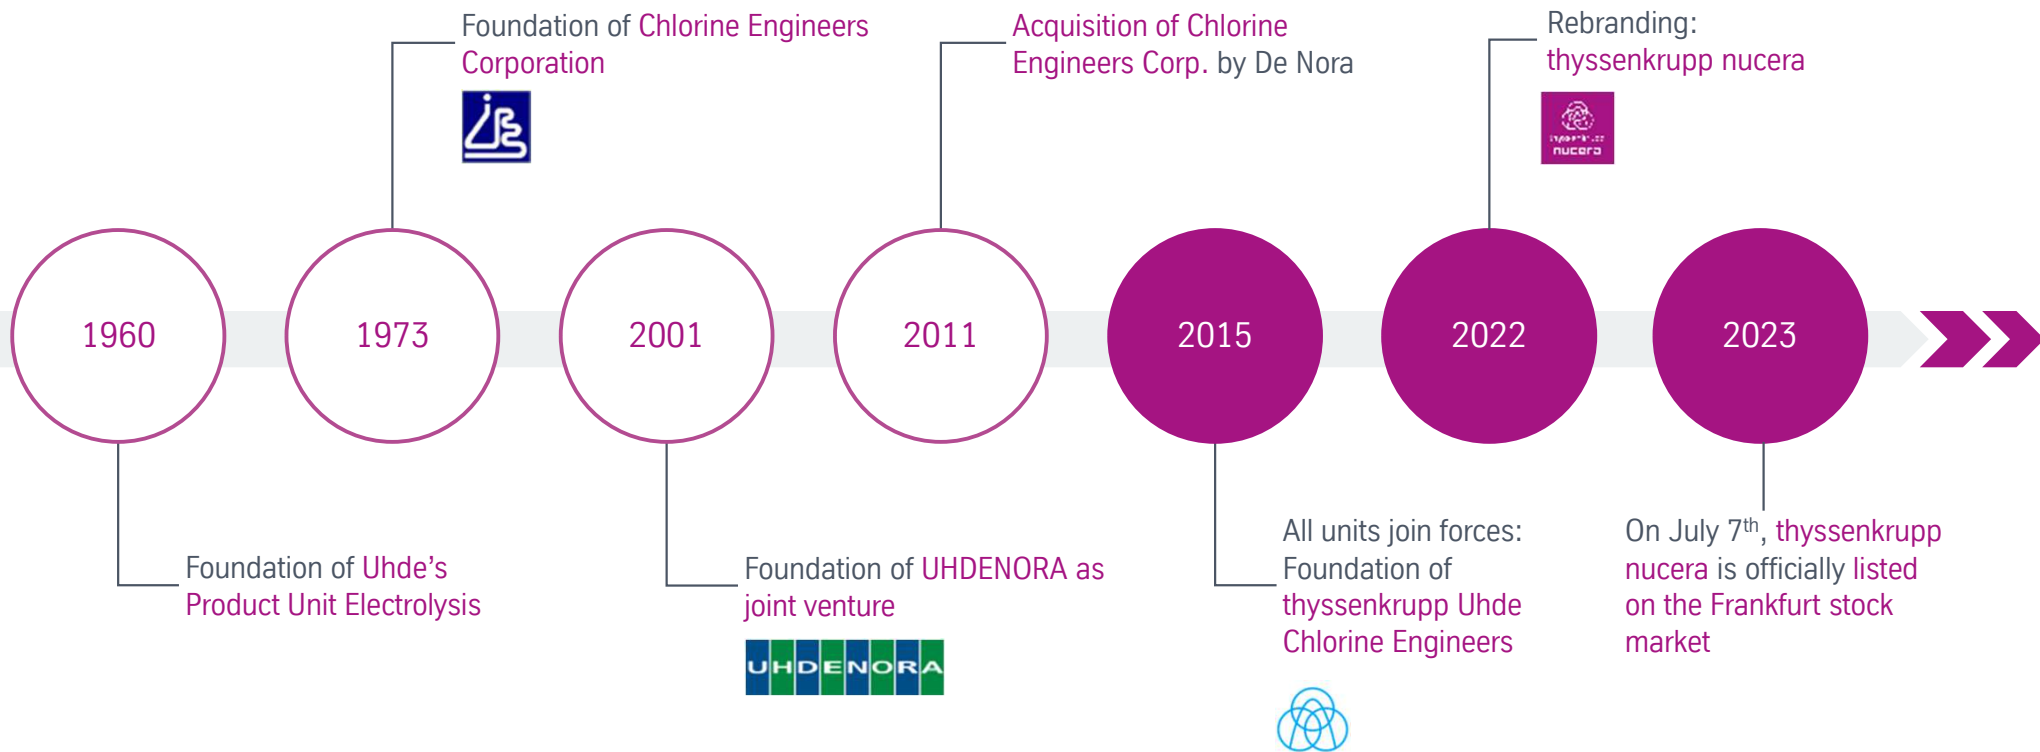 Foundation of Chlorine Engineers
Corporation
Acquisition of Chlorine
Engineers Corp. by De Nora
Rebranding:
thyssenkrupp nucera
thyssenkrupp
nucera
1960
1973
2001
2011
2015
2022
2023
Foundation of Uhde’s
Product Unit Electrolysis
Foundation of UHDENORA as
joint venture
UHDENORA
All units join forces:
Foundation of
thyssenkrupp Uhde
Chlorine Engineers
On July 7th, thyssenkrupp
nucera is officially listed
on the Frankfurt stock
market